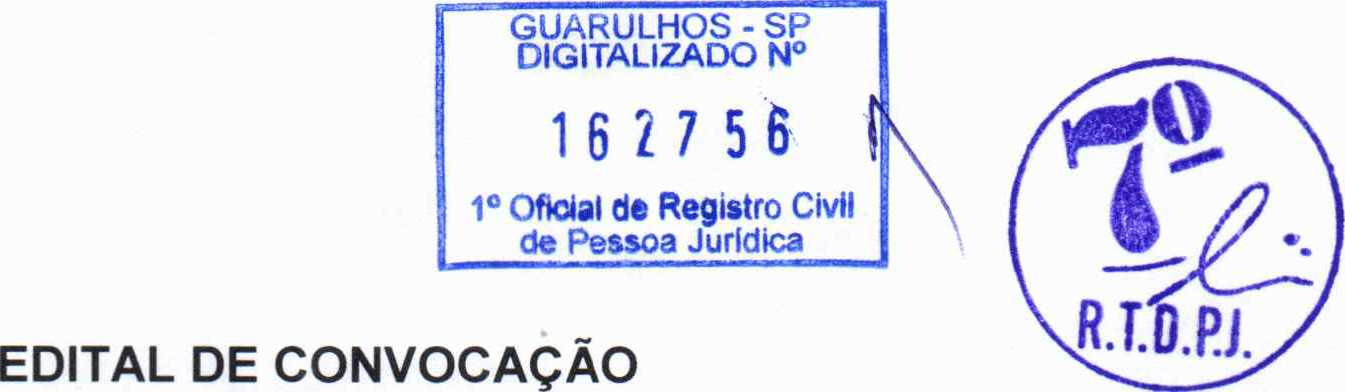 GUARULHOS - SP
DIGITALIZADO Nº
162756
1º Oficial de Registro Civil
de Pessoa Jurídica
7º
R.T.D.P.J.
EDITAL DE CONVOCAÇÃO